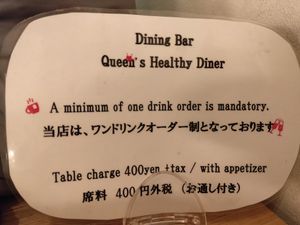 Dining Bar
Queen's Healthy Diner
A minimum of one drink order is mandatory.
当店は、ワンドリンクオーダー制となっております
Table charge 400yen +tax / with appetizer
席料 400円外税 (お通し付き)